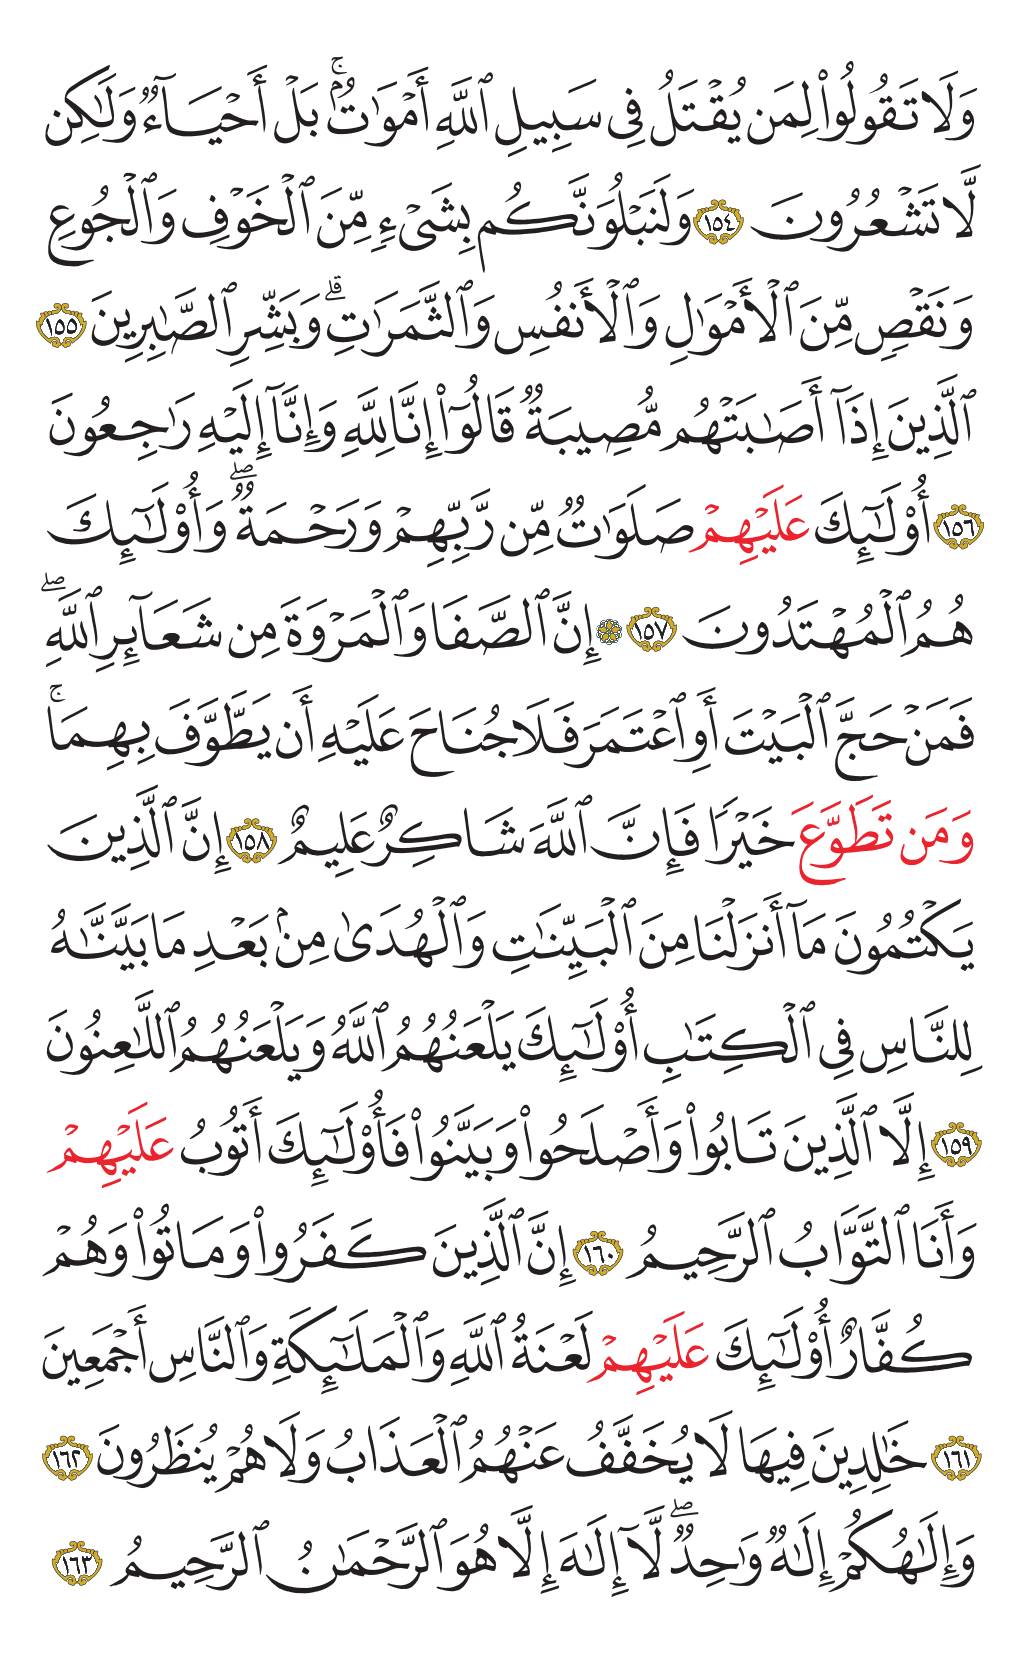 وَلَا تَقُولُوا۟ لِمَن يُقْتَلُ فِى سَبِيلِ ٱللَّهِ أَمْوَٰتٌۢ ۚ بَلْ أَحْيَآءٌ وَلَٰكِن
لَّا تَشْعُرُونَ ١٥٤ وَلَنَبْلُوَنَّكُم بِشَىْءٍ مِّنَ ٱلْخَوْفِ وَٱلْجُوعِ
وَنَقْصٍ مِّنَ ٱلْأَمْوَٰلِ وَٱلْأَنفُسِ وَٱلثَّمَرَٰتِ ۗ وَبَشِّرِ ٱلصَّٰبِرِينَ ١٥٥
ٱلَّذِينَ إِذَآ أَصَٰبَتْهُم مُّصِيبَةٌ قَالُوٓا۟ إِنَّا لِلَّهِ وَإِنَّآ إِلَيْهِ رَٰجِعُونَ
١٥٦ أُو۟لَٰٓئِكَ عَلَيْهِمْ صَلَوَٰتٌ مِّن رَّبِّهِمْ وَرَحْمَةٌ ۖ وَأُو۟لَٰٓئِكَ
هُمُ ٱلْمُهْتَدُونَ ١٥٧ ۞ إِنَّ ٱلصَّفَا وَٱلْمَرْوَةَ مِن شَعَآئِرِ ٱللَّهِ ۖ
فَمَنْ حَجَّ ٱلْبَيْتَ أَوِ ٱعْتَمَرَ فَلَا جُنَاحَ عَلَيْهِ أَن يَطَّوَّفَ بِهِمَا ۚ
وَمَن تَطَوَّعَ خَيْرًا فَإِنَّ ٱللَّهَ شَاكِرٌ عَلِيمٌ ١٥٨ إِنَّ ٱلَّذِينَ
يَكْتُمُونَ مَآ أَنزَلْنَا مِنَ ٱلْبَيِّنَٰتِ وَٱلْهُدَىٰ مِنۢ بَعْدِ مَا بَيَّنَّٰهُ
لِلنَّاسِ فِى ٱلْكِتَٰبِ أُو۟لَٰٓئِكَ يَلْعَنُهُمُ ٱللَّهُ وَيَلْعَنُهُمُ ٱللَّٰعِنُونَ
١٥٩ إِلَّا ٱلَّذِينَ تَابُوا۟ وَأَصْلَحُوا۟ وَبَيَّنُوا۟ فَأُو۟لَٰٓئِكَ أَتُوبُ عَلَيْهِمْ
وَأَنَا ٱلتَّوَّابُ ٱلرَّحِيمُ ١٦٠ إِنَّ ٱلَّذِينَ كَفَرُوا۟ وَمَاتُوا۟ وَهُمْ
كُفَّارٌ أُو۟لَٰٓئِكَ عَلَيْهِمْ لَعْنَةُ ٱللَّهِ وَٱلْمَلَٰٓئِكَةِ وَٱلنَّاسِ أَجْمَعِينَ
١٦١ خَٰلِدِينَ فِيهَا لَا يُخَفَّفُ عَنْهُمُ ٱلْعَذَابُ وَلَا هُمْ يُنظَرُونَ ١٦٢
وَإِلَٰهُكُمْ إِلَٰهٌ وَٰحِدٌ ۖ لَّآ إِلَٰهَ إِلَّا هُوَ ٱلرَّحْمَٰنُ ٱلرَّحِيمُ ١٦٣